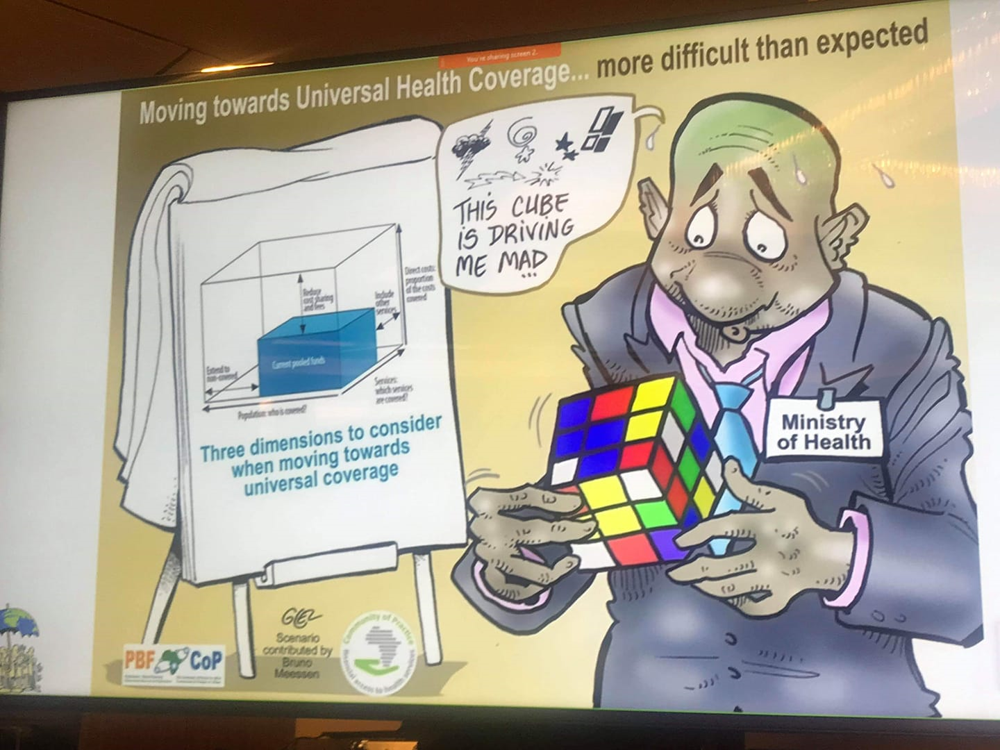 You're sharing screen 2.
Moving towards Universal Health Coverage... more difficult than expected
THIS CUBE
IS DRIVING
ME MAD
...
Direct costs:
proportion
of the costs
covered
Reduce
cost sharing
and fees
Include
other
services
Current pooled funds
Extend to
non-covered
Services:
which services
are covered?
Population: who is covered?
Three dimensions to consider
when moving towards
universal coverage
Ministry
of Health
GLEZ
Scenario
contributed by
Bruno
Meessen
PBF CoP
Community of Practice
financial access to health services